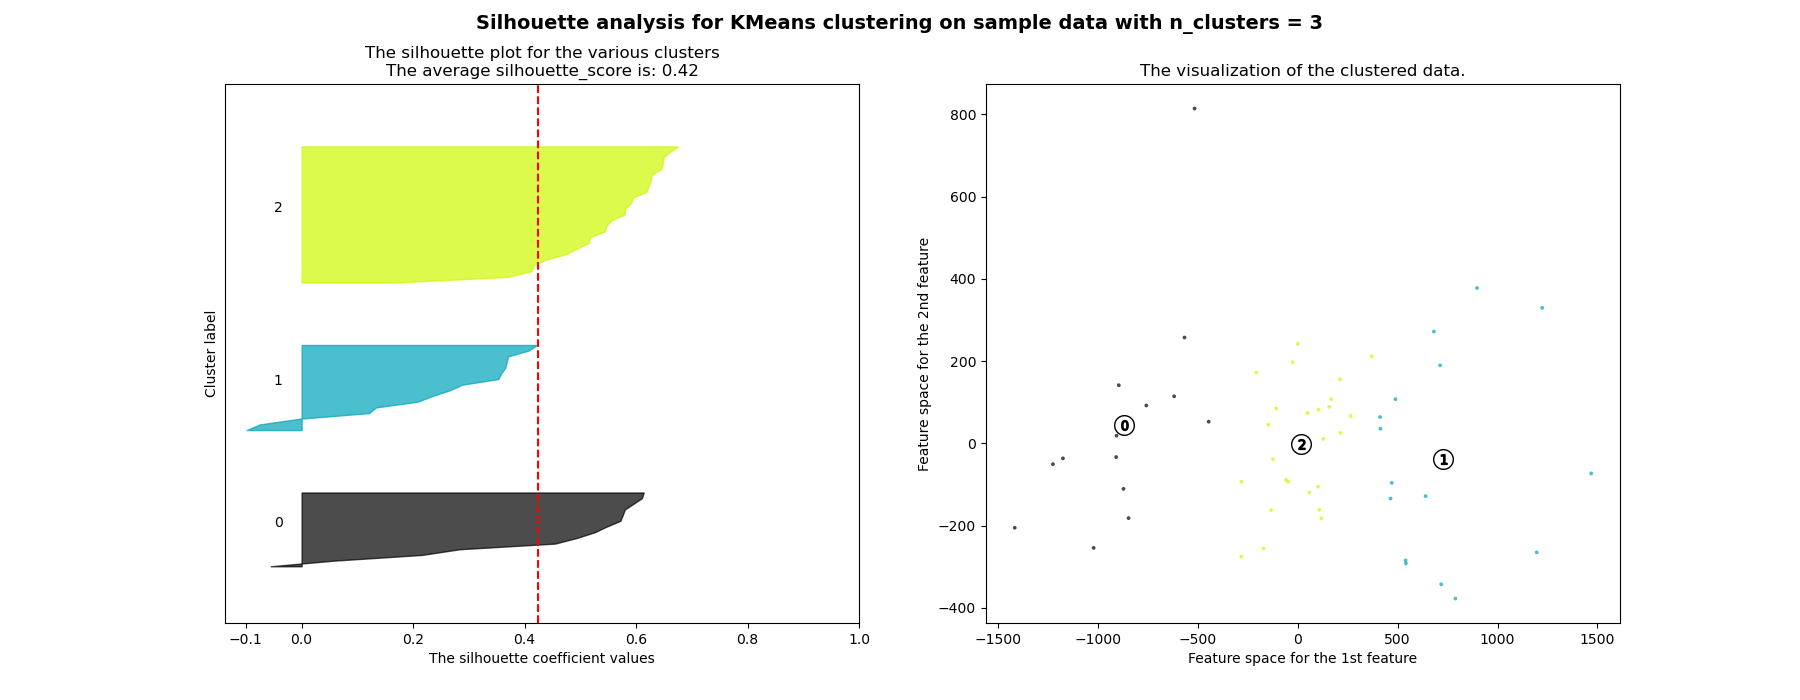 Silhouette analysis for KMeans clustering on sample data with n_clusters = 3
The silhouette plot for the various clusters
The average silhouette_score is: 0.42
Cluster label
2
1
0
−0.1 0.0 0.2 0.4 0.6 0.8 1.0
The silhouette coefficient values
The visualization of the clustered data.
Feature space for the 2nd feature
800
600
400
200
0
−200
−400
0
2
1
−1500 −1000 −500 0 500 1000 1500
Feature space for the 1st feature